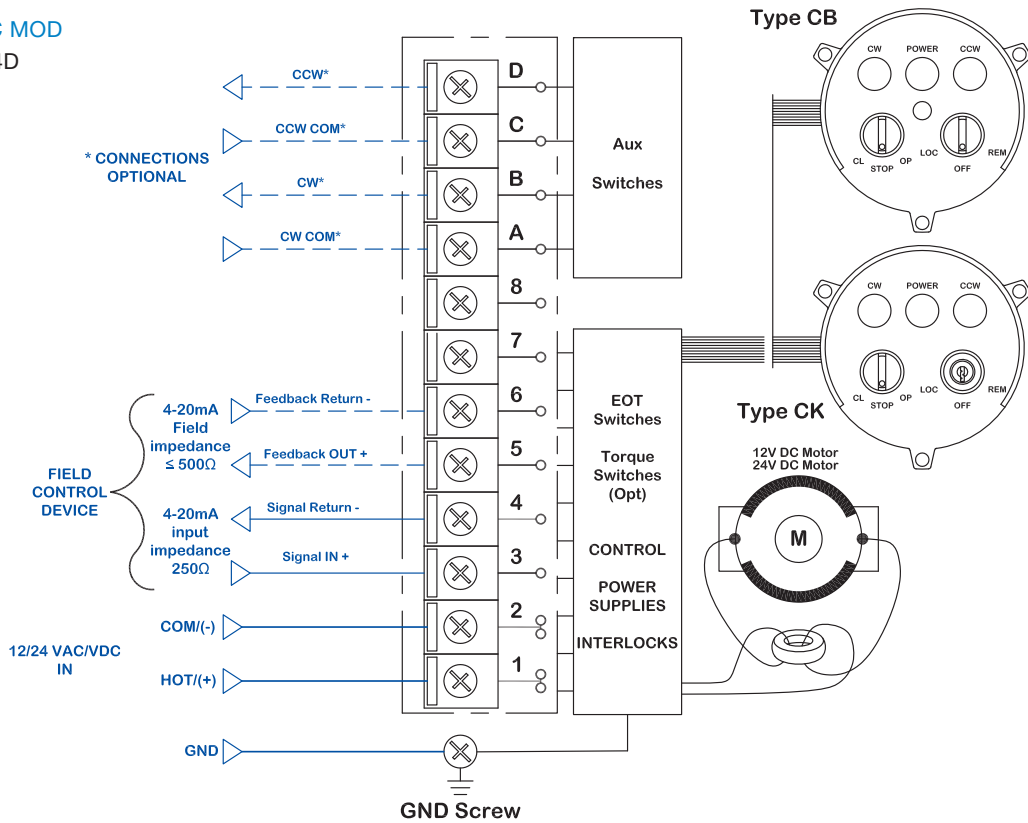 MOD
Type CB
CW POWER CCW
CL STOP OP LOC OFF REM
CCW*
CCW COM*
* CONNECTIONS
OPTIONAL
CW*
CW COM*
D
C
B
A
8
7
6
5
4
3
2
1
Aux
Switches
CW POWER CCW
CL STOP OP LOC OFF REM
Type CK
FIELD
CONTROL
DEVICE
4-20mA
Field
impedance
≤ 500Ω
4-20mA
input
impedance
250Ω
Feedback Return -
Feedback OUT +
Signal Return -
Signal IN +
12/24 VAC/VDC
IN
COM/(-)
HOT/(+)
GND
GND Screw
EOT
Switches
Torque
Switches
(Opt)
CONTROL
POWER
SUPPLIES
INTERLOCKS
12V DC Motor
24V DC Motor
M